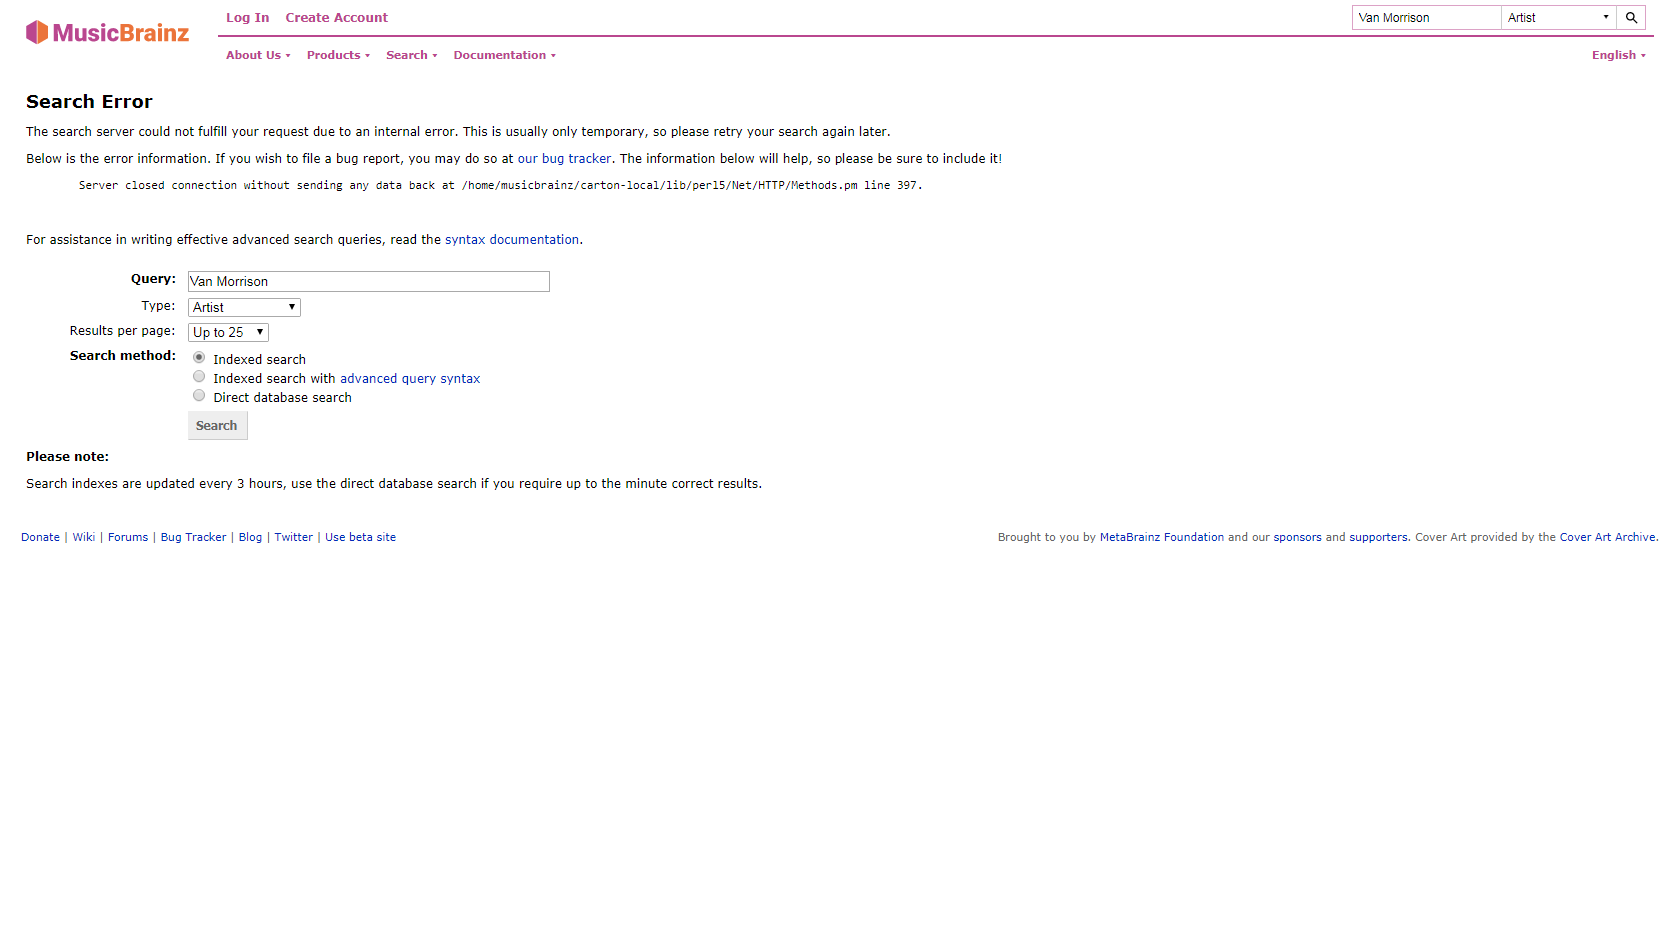 MusicBrainz
Log In Create Account
Van Morrison Artist
About Us Products Search Documentation English
Search Error
The search server could not fulfill your request due to an internal error. This is usually only temporary, so please retry your search again later.
Below is the error information. If you wish to file a bug report, you may do so at our bug tracker. The information below will help, so please be sure to include it!
Server closed connection without sending any data back at /home/musicbrainz/carton-local/lib/perl5/Net/HTTP/Methods.pm line 397.
For assistance in writing effective advanced search queries, read the syntax documentation.
Query: Van Morrison
Type: Artist
Results per page: Up to 25
Search method: Indexed search
Indexed search with advanced query syntax
Direct database search
Search
Please note:
Search indexes are updated every 3 hours, use the direct database search if you require up to the minute correct results.
Donate | Wiki | Forums | Bug Tracker | Blog | Twitter | Use beta site Brought to you by MetaBrainz Foundation and our sponsors and supporters. Cover Art provided by the Cover Art Archive.